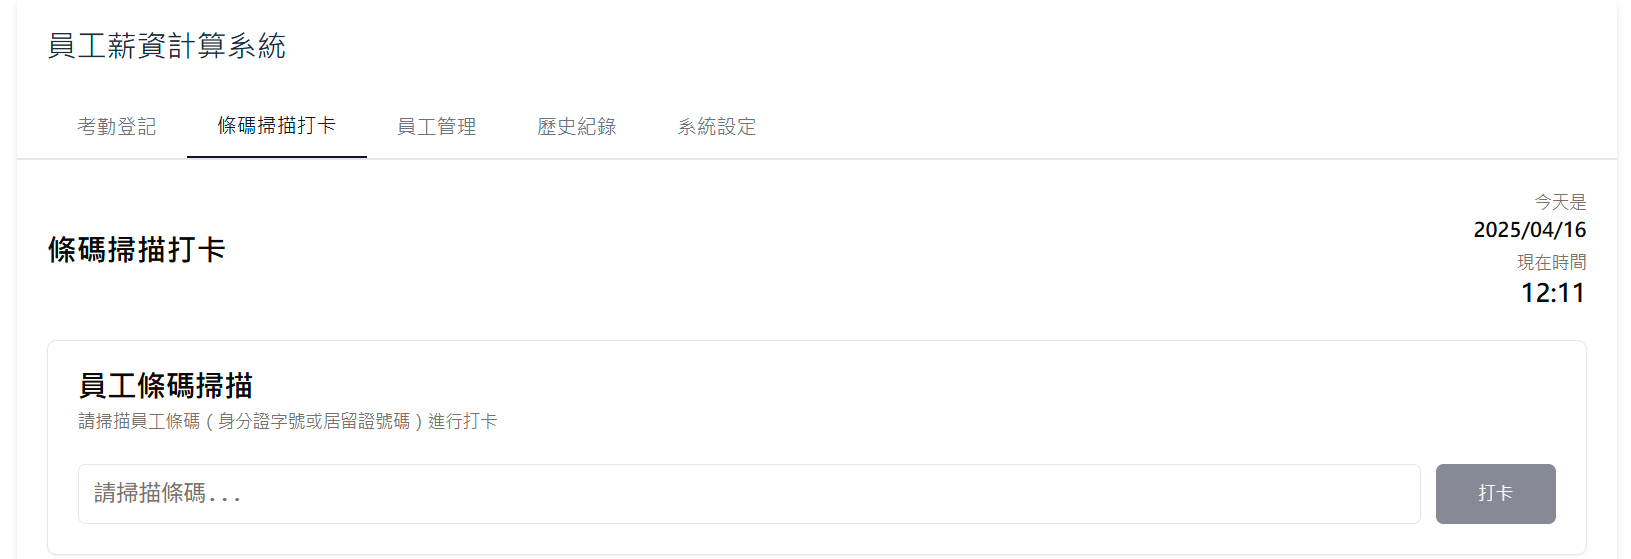 員工薪資計算系統
考勤登記 條碼掃描打卡 員工管理 歷史紀錄 系統設定
今天是
2025/04/16
條碼掃描打卡
現在時間
12:11
員工條碼掃描
請掃描員工條碼(身分證字號或居留證號碼)進行打卡
請掃描條碼... 打卡